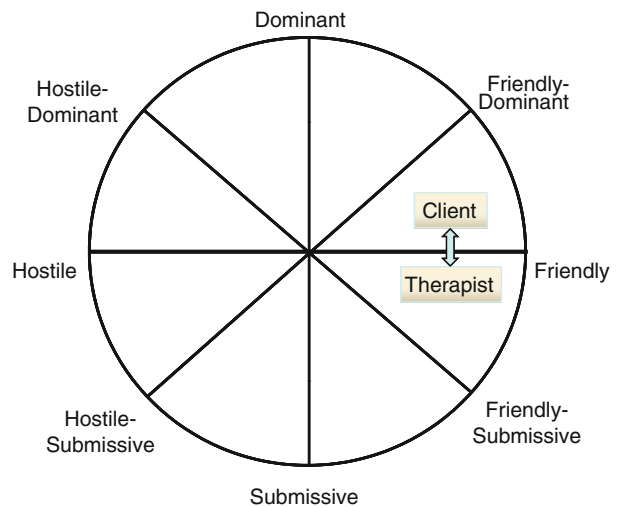 Dominant
Hostile-
Dominant
Friendly-
Dominant
Client
Hostile
Therapist
Friendly
Hostile-
Submissive
Friendly-
Submissive
Submissive